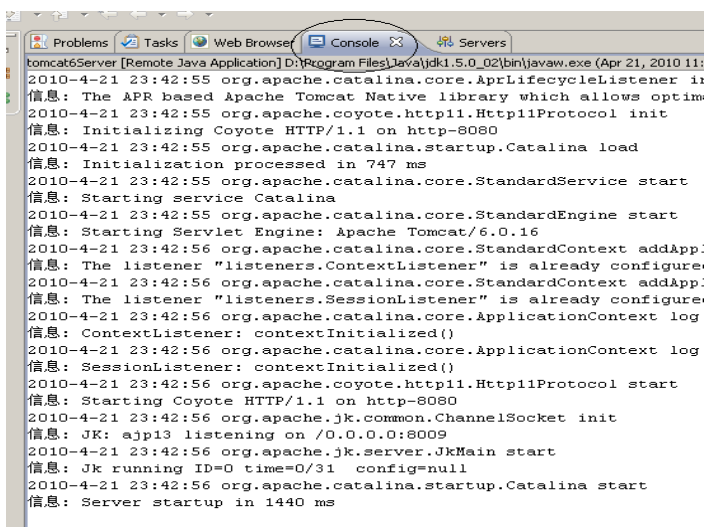 Problems Tasks Web Browser Console Servers
tomcat6Server [Remote Java Application] D:\Program Files\Java\jdk1.5.0_02\bin\javaw.exe (Apr 21, 2010 11:
2010-4-21 23:42:55 org.apache.catalina.core.AprLifecycleListener in
信息: The APR based Apache Tomcat Native library which allows optima
2010-4-21 23:42:55 org.apache.coyote.http11.Http11Protocol init
信息: Initializing Coyote HTTP/1.1 on http-8080
2010-4-21 23:42:55 org.apache.catalina.startup.Catalina load
信息: Initialization processed in 747 ms
2010-4-21 23:42:55 org.apache.catalina.core.StandardService start
信息: Starting service Catalina
2010-4-21 23:42:55 org.apache.catalina.core.StandardEngine start
信息: Starting Servlet Engine: Apache Tomcat/6.0.16
2010-4-21 23:42:56 org.apache.catalina.core.StandardContext addAppl
信息: The listener "listeners.ContextListener" is already configured
2010-4-21 23:42:56 org.apache.catalina.core.StandardContext addAppl
信息: The listener "listeners.SessionListener" is already configured
2010-4-21 23:42:56 org.apache.catalina.core.ApplicationContext log
信息: ContextListener: contextInitialized()
2010-4-21 23:42:56 org.apache.catalina.core.ApplicationContext log
信息: SessionListener: contextInitialized()
2010-4-21 23:42:56 org.apache.coyote.http11.Http11Protocol start
信息: Starting Coyote HTTP/1.1 on http-8080
2010-4-21 23:42:56 org.apache.jk.common.ChannelSocket init
信息: JK: ajp13 listening on /0.0.0.0:8009
2010-4-21 23:42:56 org.apache.jk.server.JkMain start
信息: Jk running ID=0 time=0/31  config=null
2010-4-21 23:42:56 org.apache.catalina.startup.Catalina start
信息: Server startup in 1440 ms